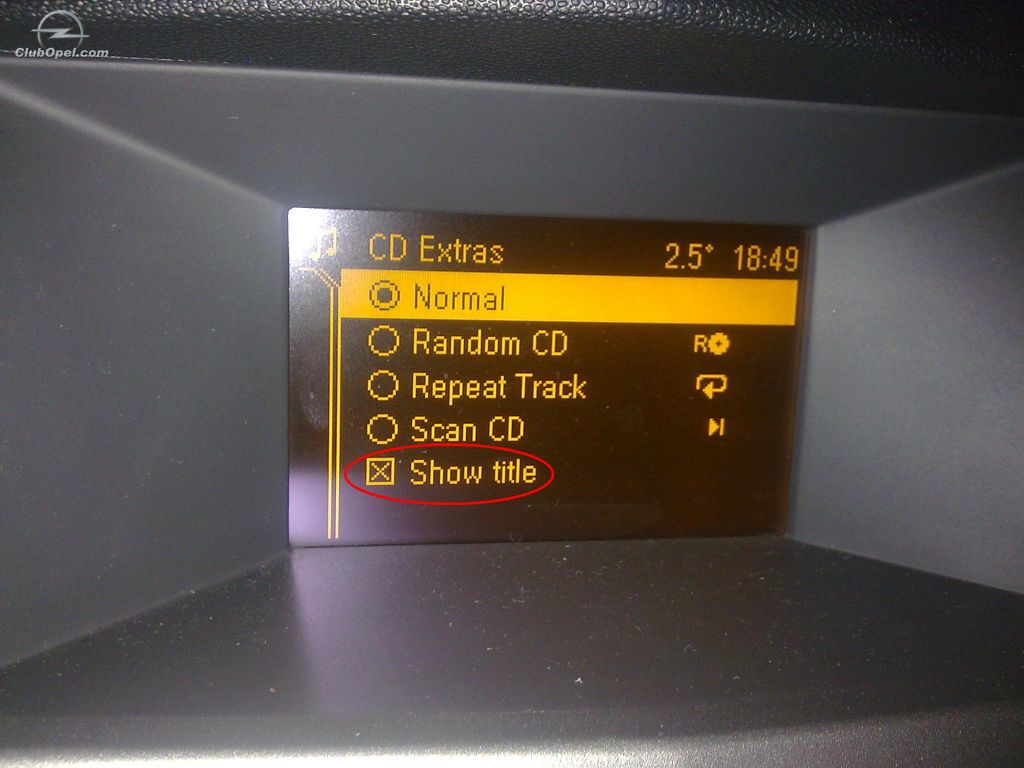 ClubOpel.com
CD Extras 2.5° 18:49
Normal
Random CD R
Repeat Track
Scan CD
Show title